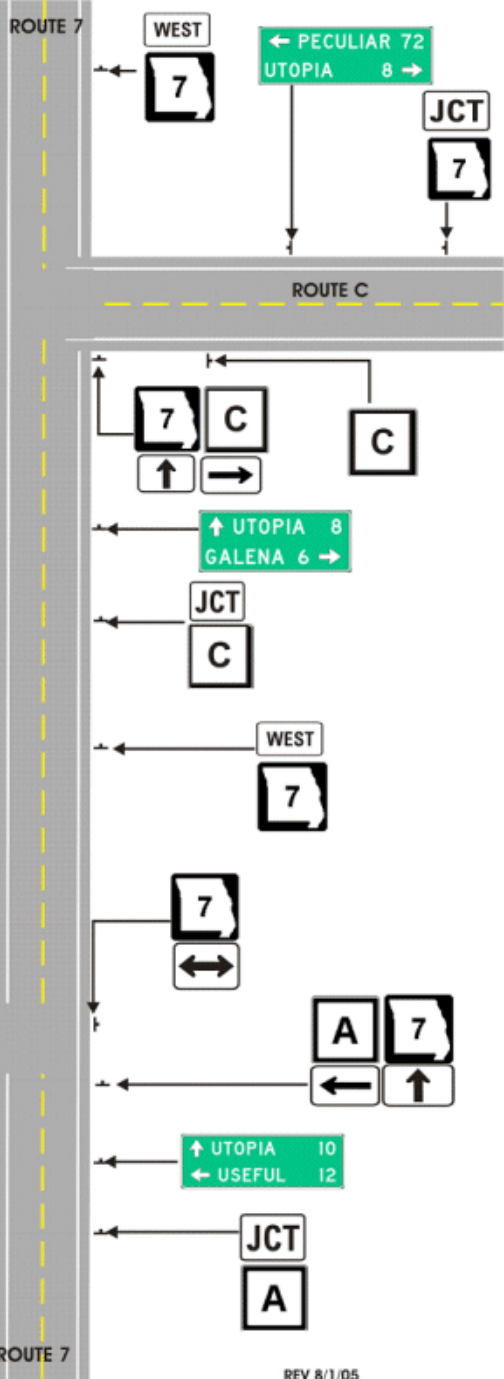 ROUTE 7
WEST
7
← PECULIAR 72
UTOPIA 8 →
JCT
7
ROUTE C
7 C
↑ →
C
↑ UTOPIA 8
GALENA 6 →
JCT
C
WEST
7
7
↔
A 7
← ↑
↑ UTOPIA 10
← USEFUL 12
JCT
A
ROUTE 7
REV 8/1/05